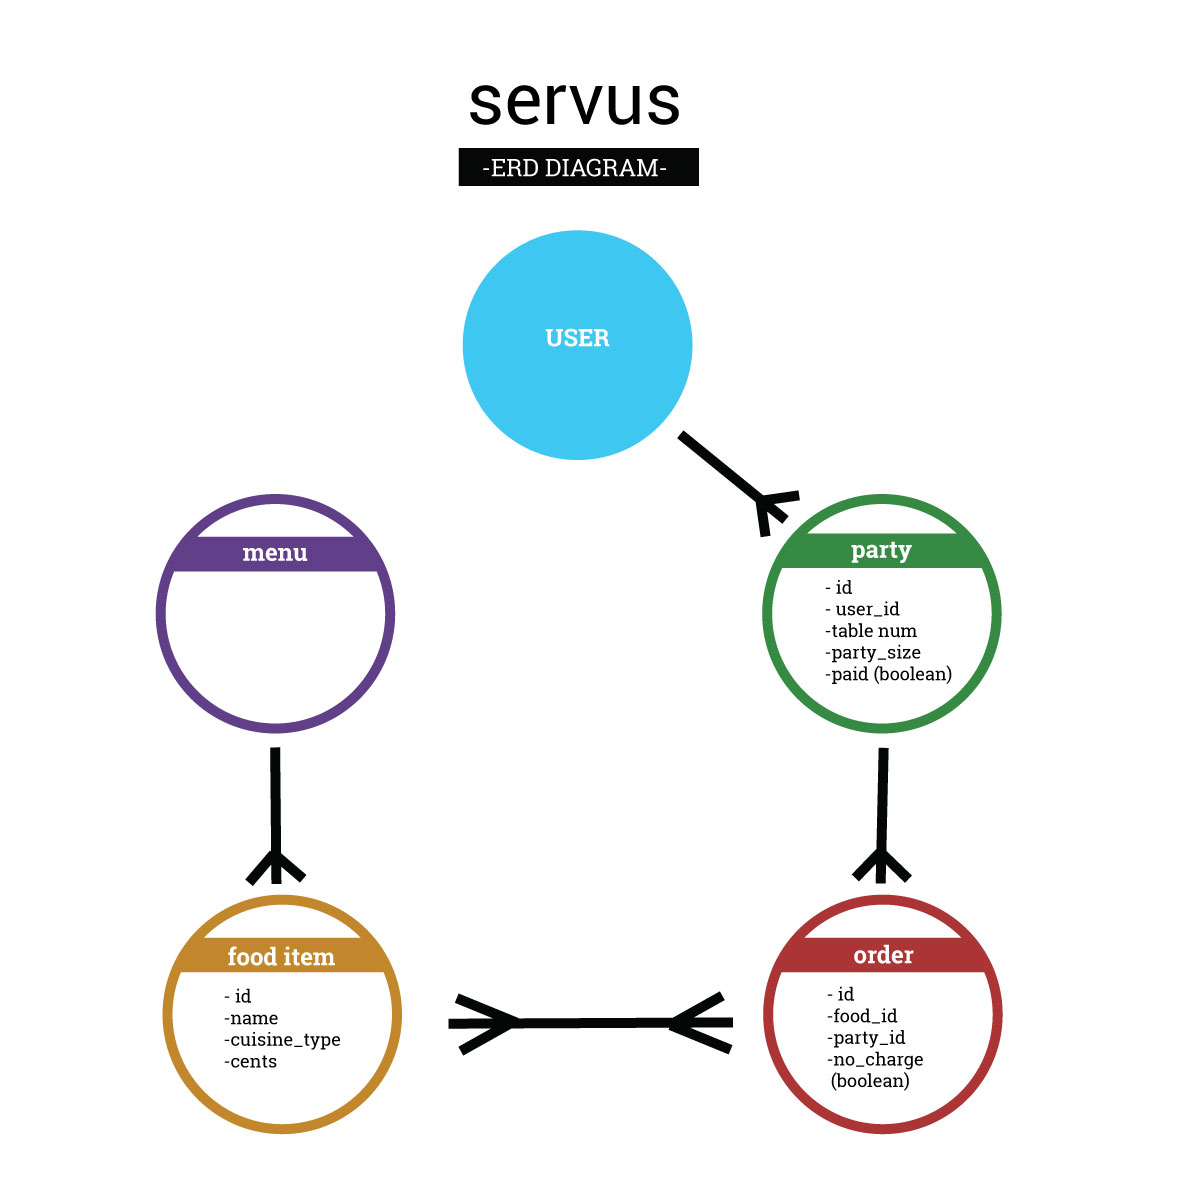 servus
-ERD DIAGRAM-
USER
menu
party
- id
- user_id
-table num
-party_size
-paid (boolean)
food item
- id
-name
-cuisine_type
-cents
order
- id
-food_id
-party_id
-no_charge
(boolean)